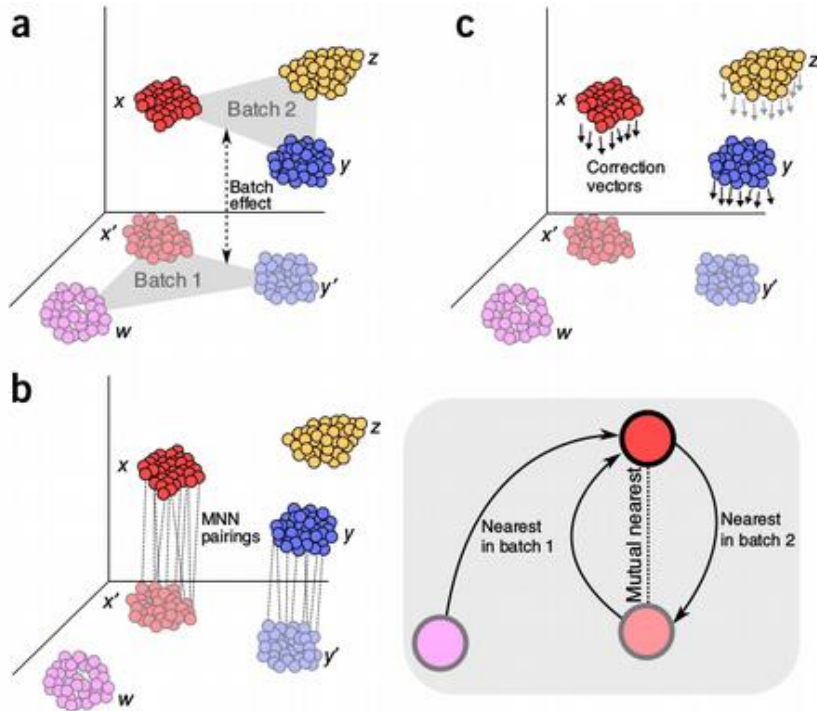 a
x
z
Batch 2
y
Batch
effect
x'
Batch 1
y'
w
c
x
z
y
Correction
vectors
x'
y'
w
b
x
z
MNN
pairings
y
x'
y'
w
Nearest
in batch 1
Mutual nearest
Nearest
in batch 2